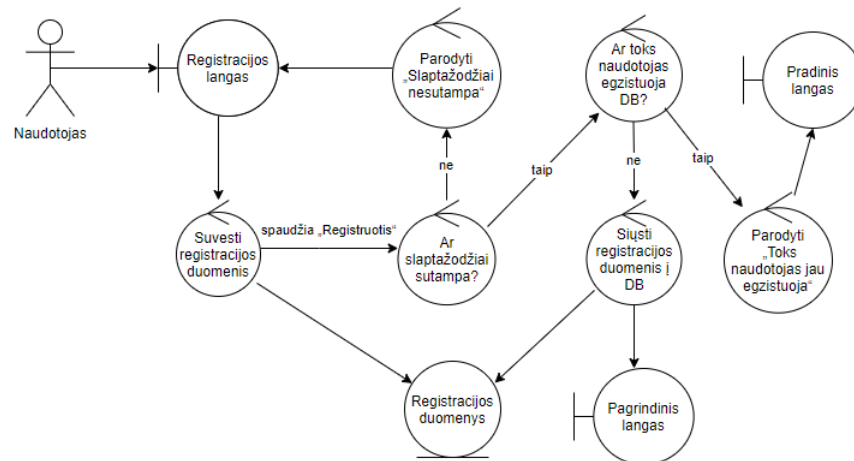 Naudotojas
Registracijos
langas
Parodyti
„Slaptažodžiai
nesutampa“
Ar toks
naudotojas
egzistuoja
DB?
Pradinis
langas
ne
taip
ne
taip
Suvesti
registracijos
duomenis
spaudžia „Registruotis“
Ar
slaptažodžiai
sutampa?
Siųsti
registracijos
duomenis į
DB
Parodyti
„Toks
naudotojas jau
egzistuoja“
Registracijos
duomenys
Pagrindinis
langas